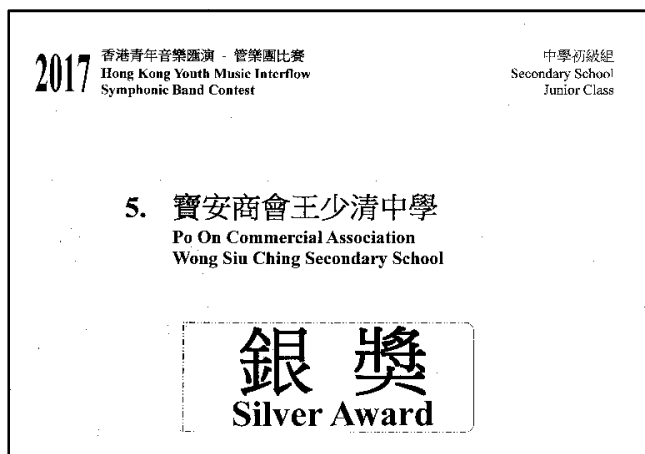 2017
香港青年音樂匯演 - 管樂團比賽
Hong Kong Youth Music Interflow
Symphonic Band Contest
中學初級組
Secondary School
Junior Class
5. 寶安商會王少清中學
Po On Commercial Association
Wong Siu Ching Secondary School
銀獎
Silver Award